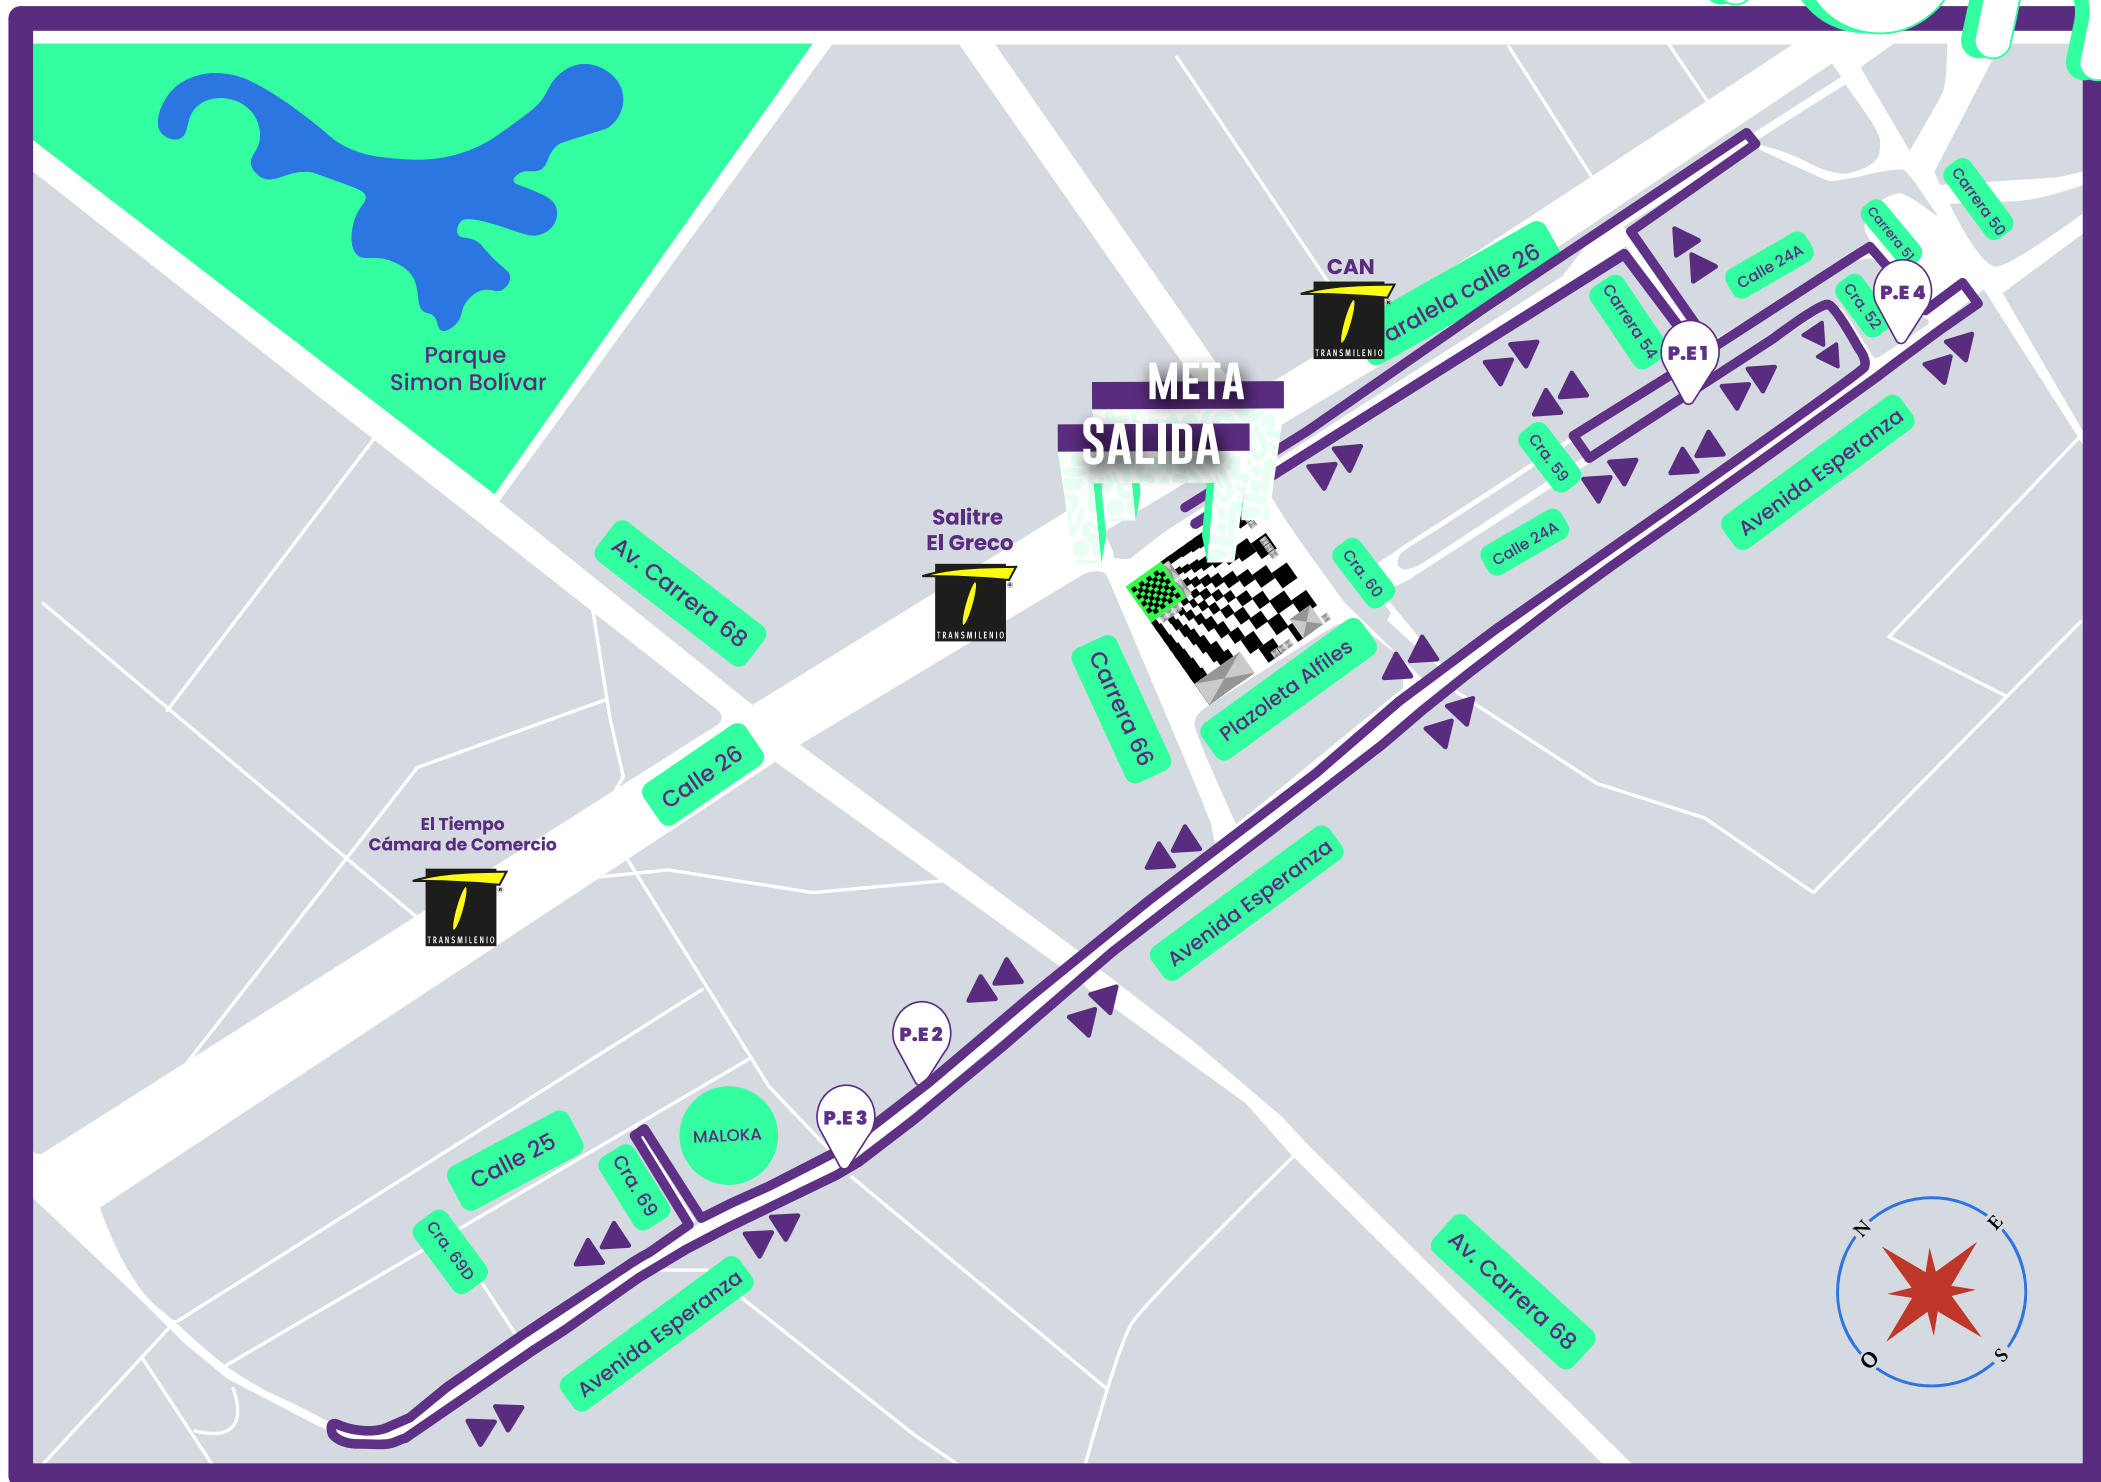 Parque
Simon Bolívar
CAN
TRANSMILENIO
aralela calle 26
Carrera 50
Carrera 51
Calle 24A
Cra. 52
P.E 4
Carrera 54
P.E 1
META
SALIDA
Cra. 59
Avenida Esperanza
Calle 24A
Cra. 60
Salitre
El Greco
TRANSMILENIO
Av. Carrera 68
Carrera 66
Plazoleta Alfiles
Calle 26
El Tiempo
Cámara de Comercio
TRANSMILENIO
Avenida Esperanza
P.E 2
P.E 3
MALOKA
Calle 25
Cra. 69
Cra. 69D
Avenida Esperanza
Av. Carrera 68
N
E
O
S